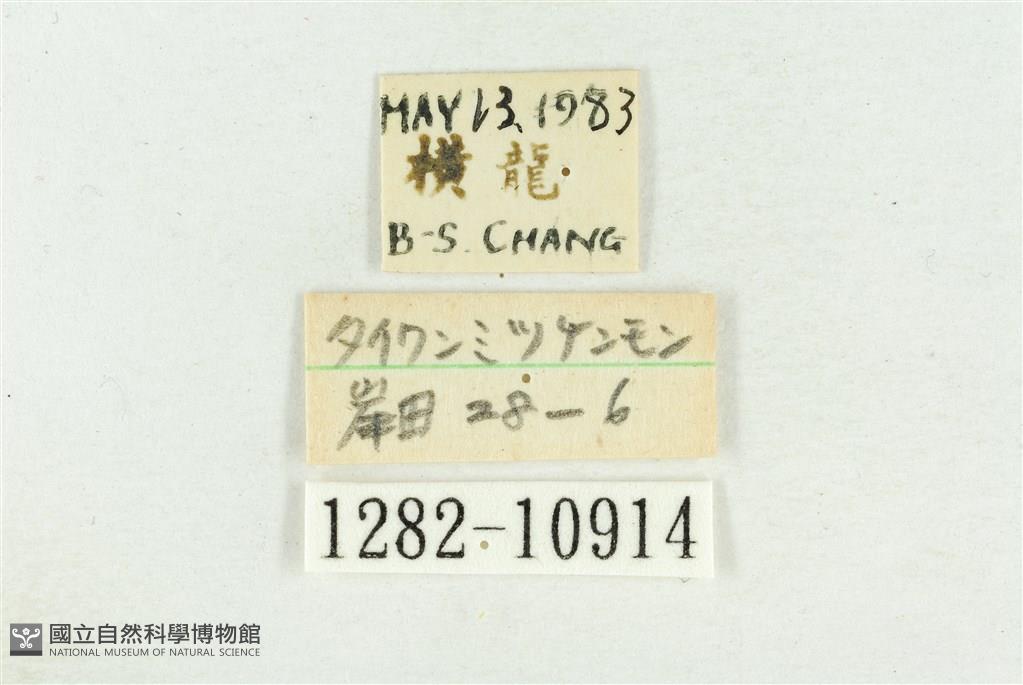 MAY 13, 1983
橫龍
B-S. CHANG
タイワンミツケンモン
岸田 28-6
1282-10914
國立自然科學博物館
NATIONAL MUSEUM OF NATURAL SCIENCE